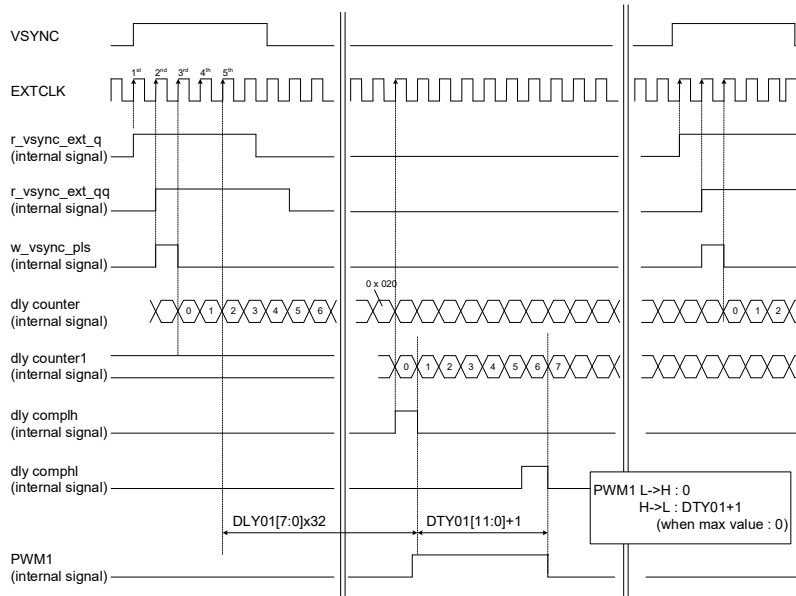 VSYNC
1st 2nd 3rd 4th 5th
EXTCLK
r_vsync_ext_q
(internal signal)
r_vsync_ext_qq
(internal signal)
w_vsync_pls
(internal signal)
0 x 020
dly counter
(internal signal)
0 1 2 3 4 5 6
0 1 2
dly counter1
(internal signal)
0 1 2 3 4 5 6 7
dly complh
(internal signal)
dly comphl
(internal signal)
PWM1 L->H : 0
H->L : DTY01+1
(when max value : 0)
DLY01[7:0]x32
DTY01[11:0]+1
PWM1
(internal signal)